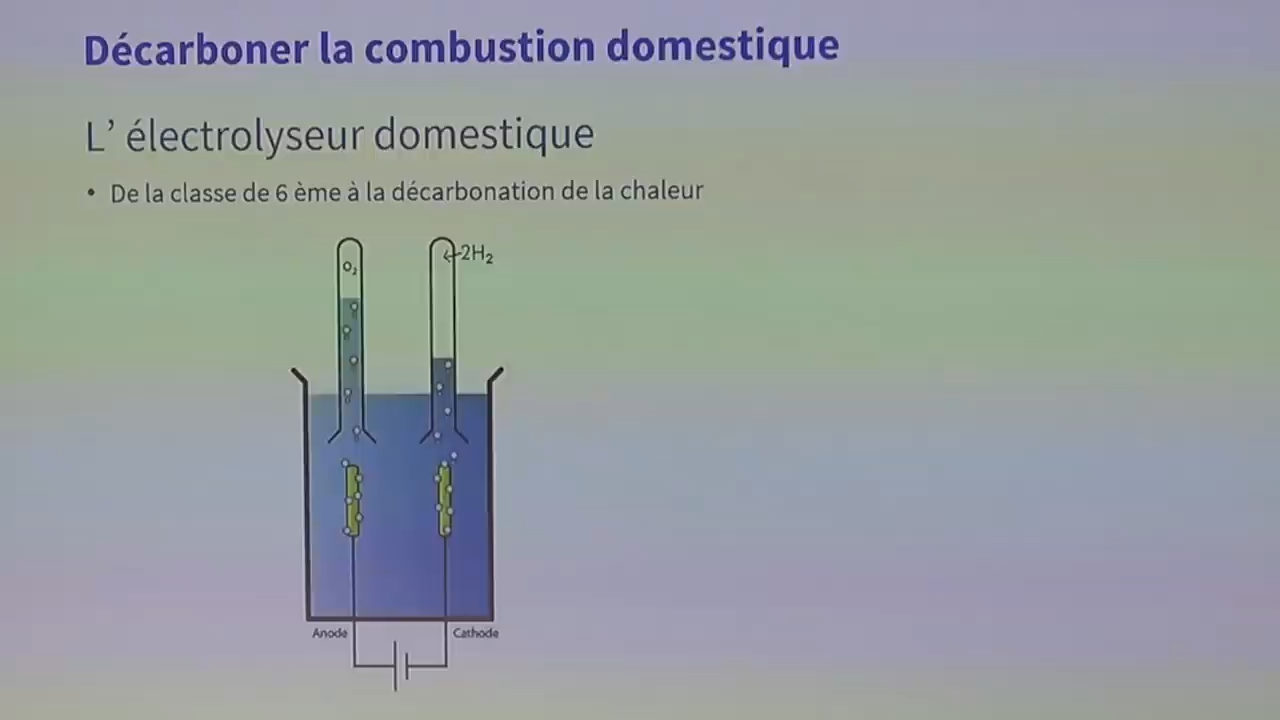 Décarboner la combustion domestique
L’ électrolyseur domestique
• De la classe de 6 ème à la décarbonation de la chaleur
O₂
2H₂
Anode
Cathode